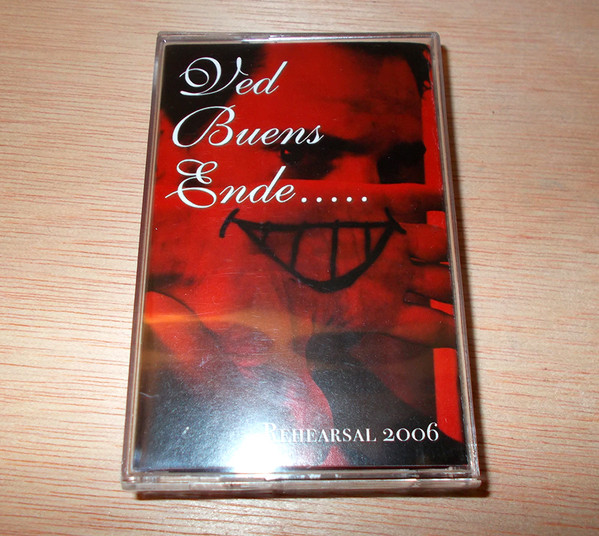 Ved
Buens
Ende.....
Rehearsal 2006